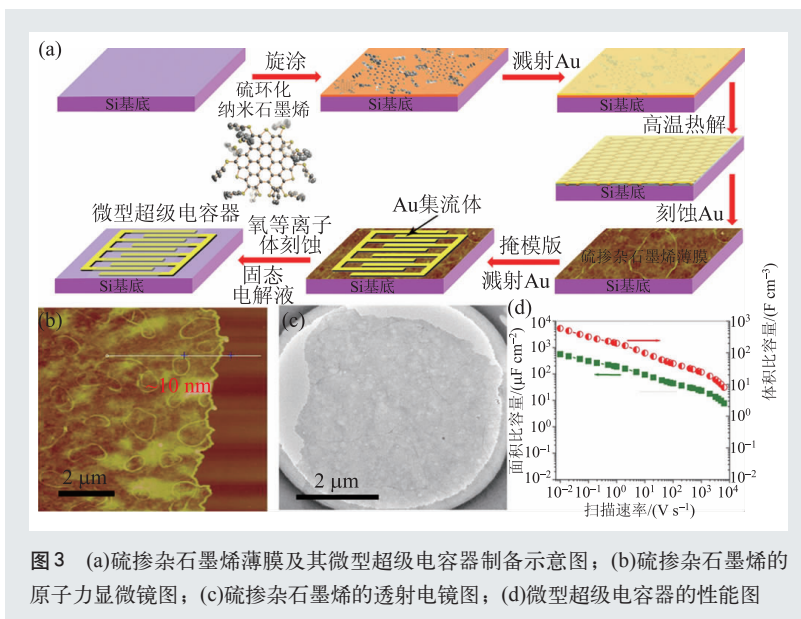 (a)
旋涂
溅射Au
Si基底
硫环化
纳米石墨烯
Si基底
Si基底
高温热解
Si基底
刻蚀Au
微型超级电容器
氧等离子
体刻蚀
Au集流体
掩模版
硫掺杂石墨烯薄膜
Si基底
固态
电解液
Si基底
溅射Au
Si基底
(b)
~10 nm
2 μm
(c)
2 μm
(d)
面积比容量/(μF cm⁻²)
10⁴
10³
10²
10¹
10⁰
10⁻¹
10⁻²
体积比容量/(F cm⁻³)
10³
10²
10¹
10⁰
10⁻¹
10⁻²
10⁻² 10⁻¹ 10⁰ 10¹ 10² 10³ 10⁴
扫描速率/(V s⁻¹)
图3 (a)硫掺杂石墨烯薄膜及其微型超级电容器制备示意图；(b)硫掺杂石墨烯的
原子力显微镜图；(c)硫掺杂石墨烯的透射电镜图；(d)微型超级电容器的性能图